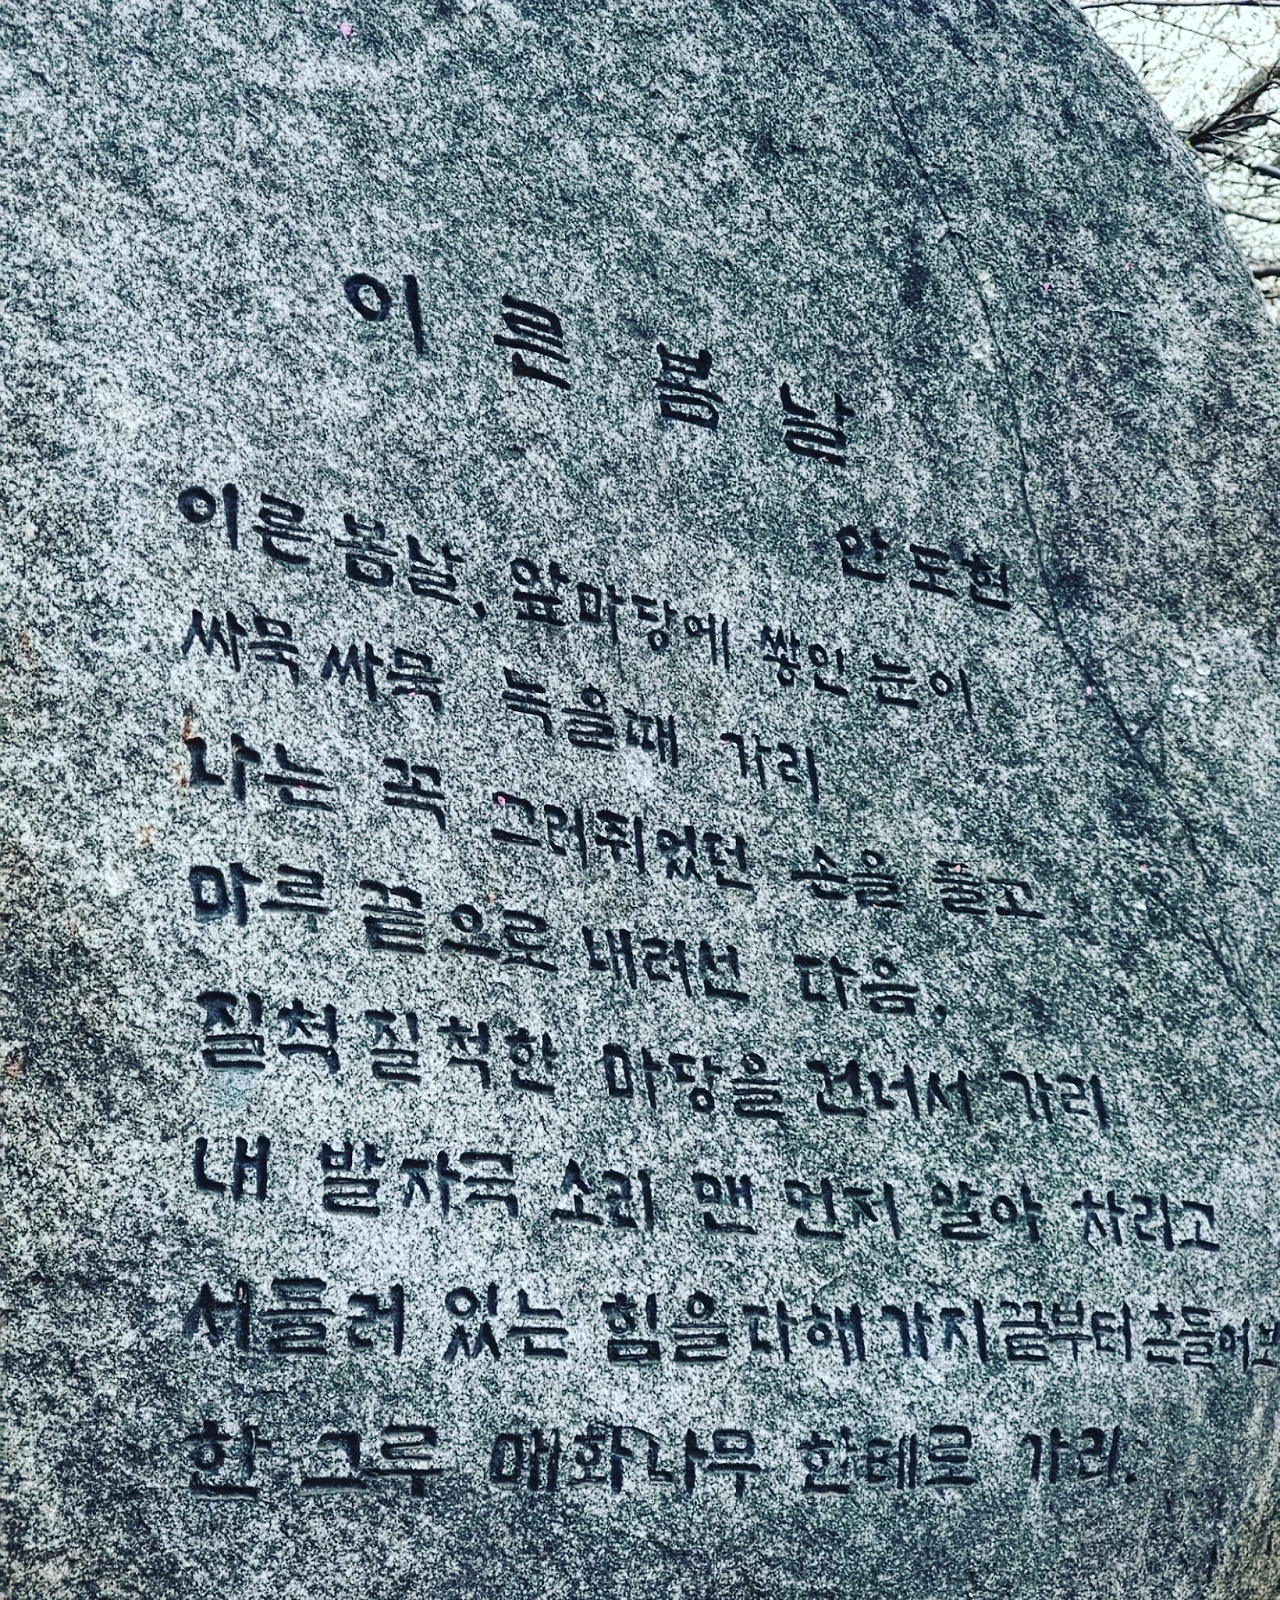 이른 봄 날
안도현
이른봄날, 앞마당에 쌓인 눈이
싸묵싸묵 녹을때 가리
나는 꼭 그러쥐었던 손을 풀고
마루 끝으로 내려선 다음,
질척질척한 마당을 건너서 가리
내 발자국 소리 맨 먼저 알아 차리고
서둘러 있는 힘을다해가지끝부터흔들어
한 그루 매화나무 한테로 가리.